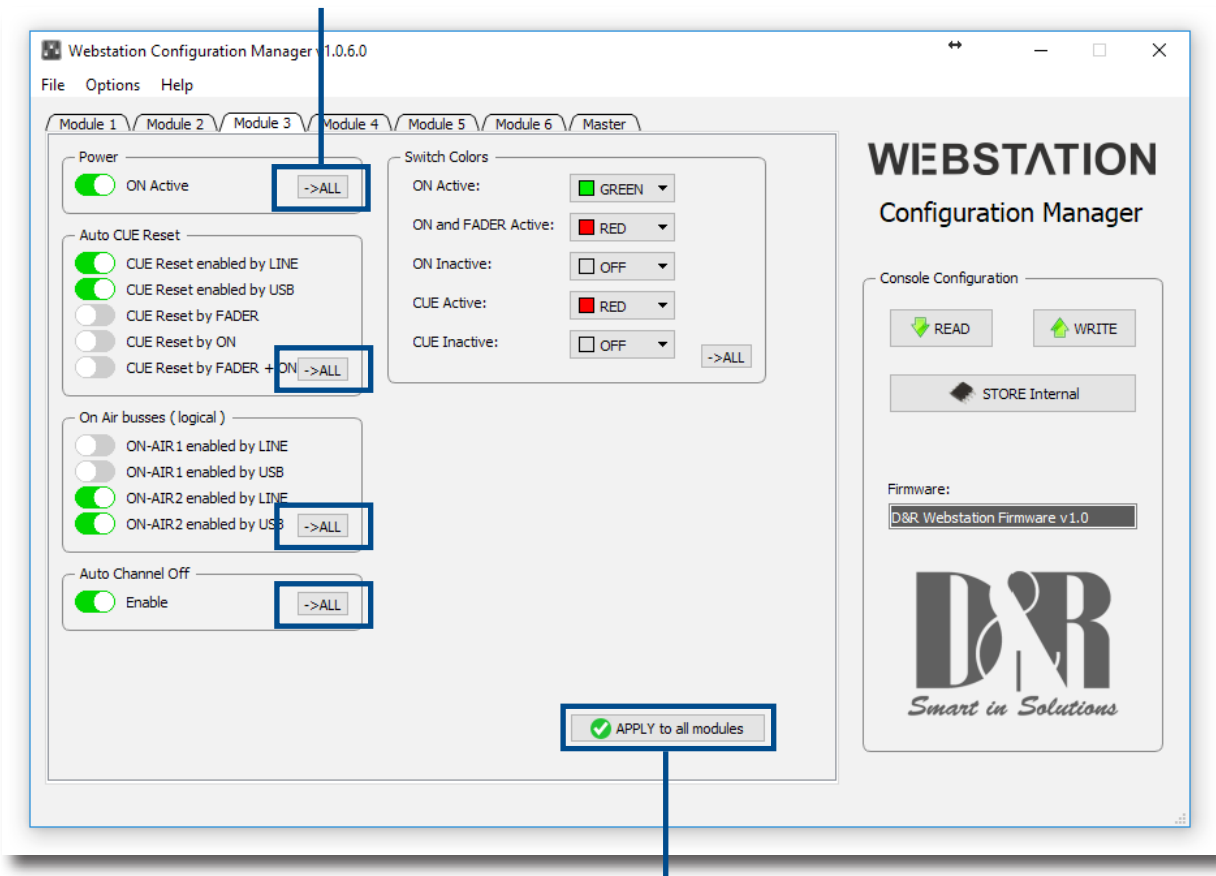 Webstation Configuration Manager v1.0.6.0
File Options Help
Module 1 Module 2 Module 3 Module 4 Module 5 Module 6 Master
Power
ON Active ->ALL
Auto CUE Reset
CUE Reset enabled by LINE
CUE Reset enabled by USB
CUE Reset by FADER
CUE Reset by ON
CUE Reset by FADER + ON ->ALL
On Air busses ( logical )
ON-AIR1 enabled by LINE
ON-AIR1 enabled by USB
ON-AIR2 enabled by LINE
ON-AIR2 enabled by USB ->ALL
Auto Channel Off
Enable ->ALL
Switch Colors
ON Active: GREEN
ON and FADER Active: RED
ON Inactive: OFF
CUE Active: RED
CUE Inactive: OFF
->ALL
APPLY to all modules
WEBSTATION
Configuration Manager
Console Configuration
READ WRITE
STORE Internal
Firmware:
D&R Webstation Firmware v1.0
D&R
Smart in Solutions